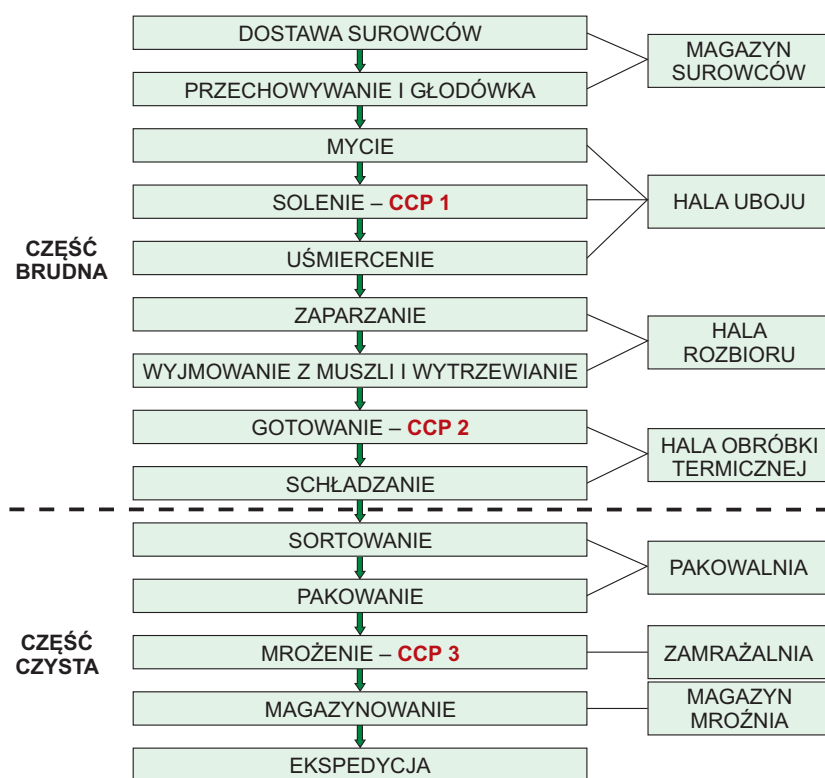 DOSTAWA SUROWCÓW
MAGAZYN
SUROWCÓW
PRZECHOWYWANIE I GŁODÓWKA
MYCIE
SOLENIE – CCP 1
HALA UBOJU
CZĘŚĆ
BRUDNA
UŚMIERCENIE
ZAPARZANIE
HALA
ROZBIORU
WYJMOWANIE Z MUSZLI I WYTRZEWIANIE
GOTOWANIE – CCP 2
HALA OBRÓBKI
TERMICZNEJ
SCHŁADZANIE
SORTOWANIE
PAKOWALNIA
PAKOWANIE
CZĘŚĆ
CZYSTA
MROŻENIE – CCP 3
ZAMRAŻALNIA
MAGAZYNOWANIE
MAGAZYN
MROŹNIA
EKSPEDYCJA